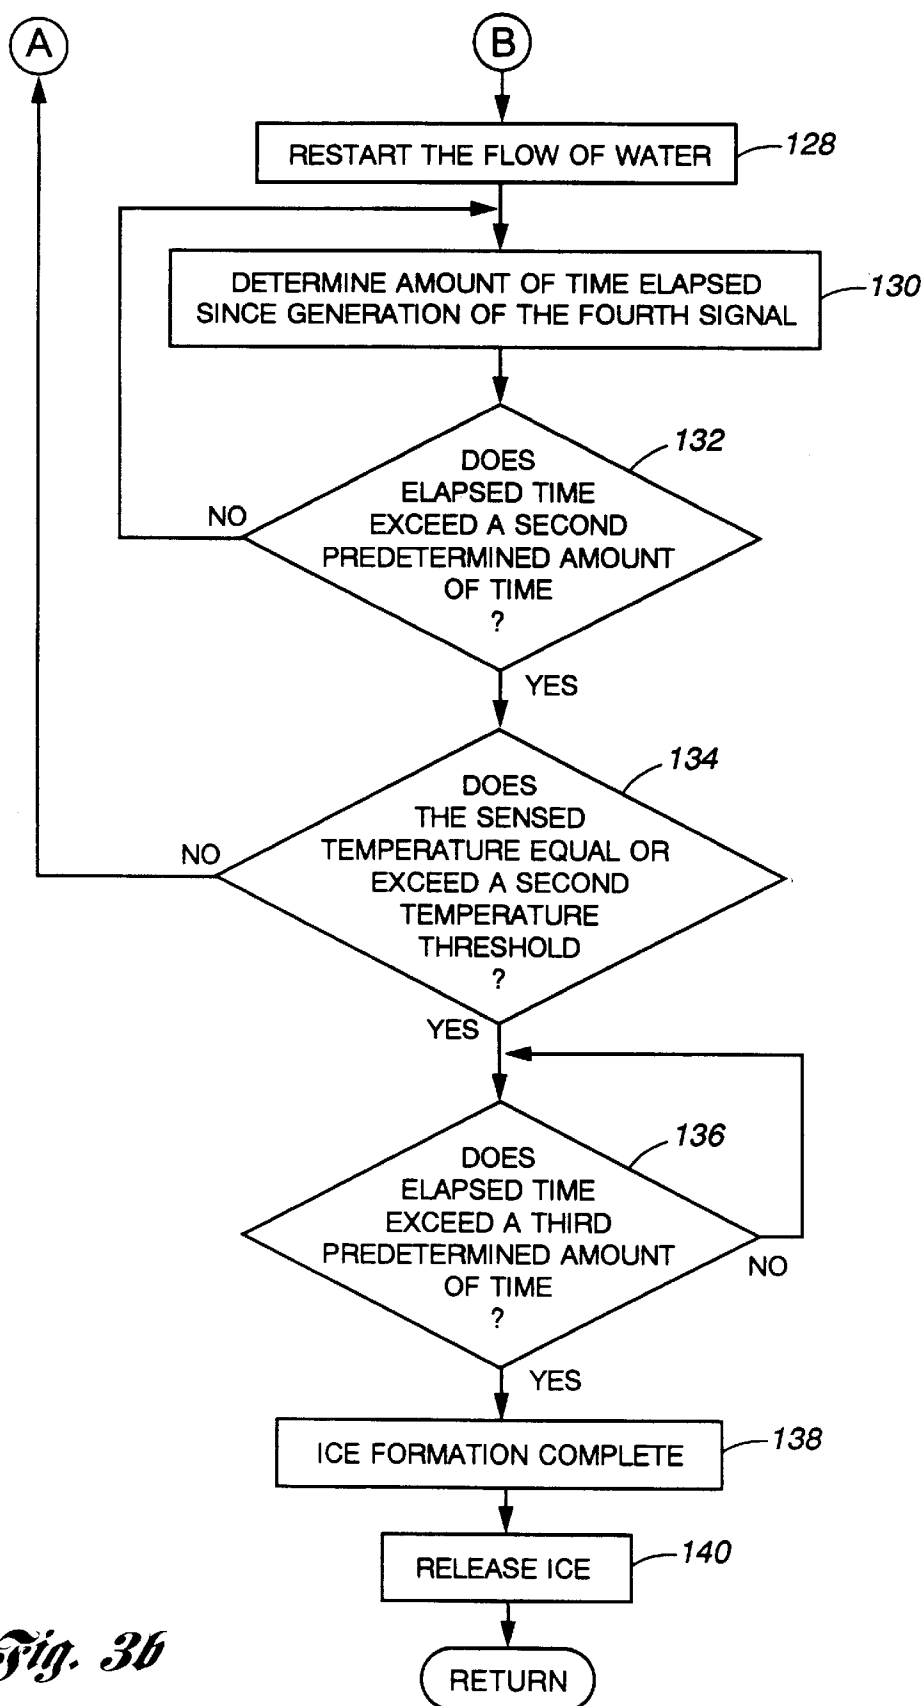 A
B
RESTART THE FLOW OF WATER
128
DETERMINE AMOUNT OF TIME ELAPSED
SINCE GENERATION OF THE FOURTH SIGNAL
130
132
DOES
ELAPSED TIME
EXCEED A SECOND
PREDETERMINED AMOUNT
OF TIME
?
NO
YES
134
DOES
THE SENSED
TEMPERATURE EQUAL OR
EXCEED A SECOND
TEMPERATURE
THRESHOLD
?
NO
YES
136
DOES
ELAPSED TIME
EXCEED A THIRD
PREDETERMINED AMOUNT
OF TIME
?
NO
YES
ICE FORMATION COMPLETE
138
RELEASE ICE
140
RETURN
Fig. 3b